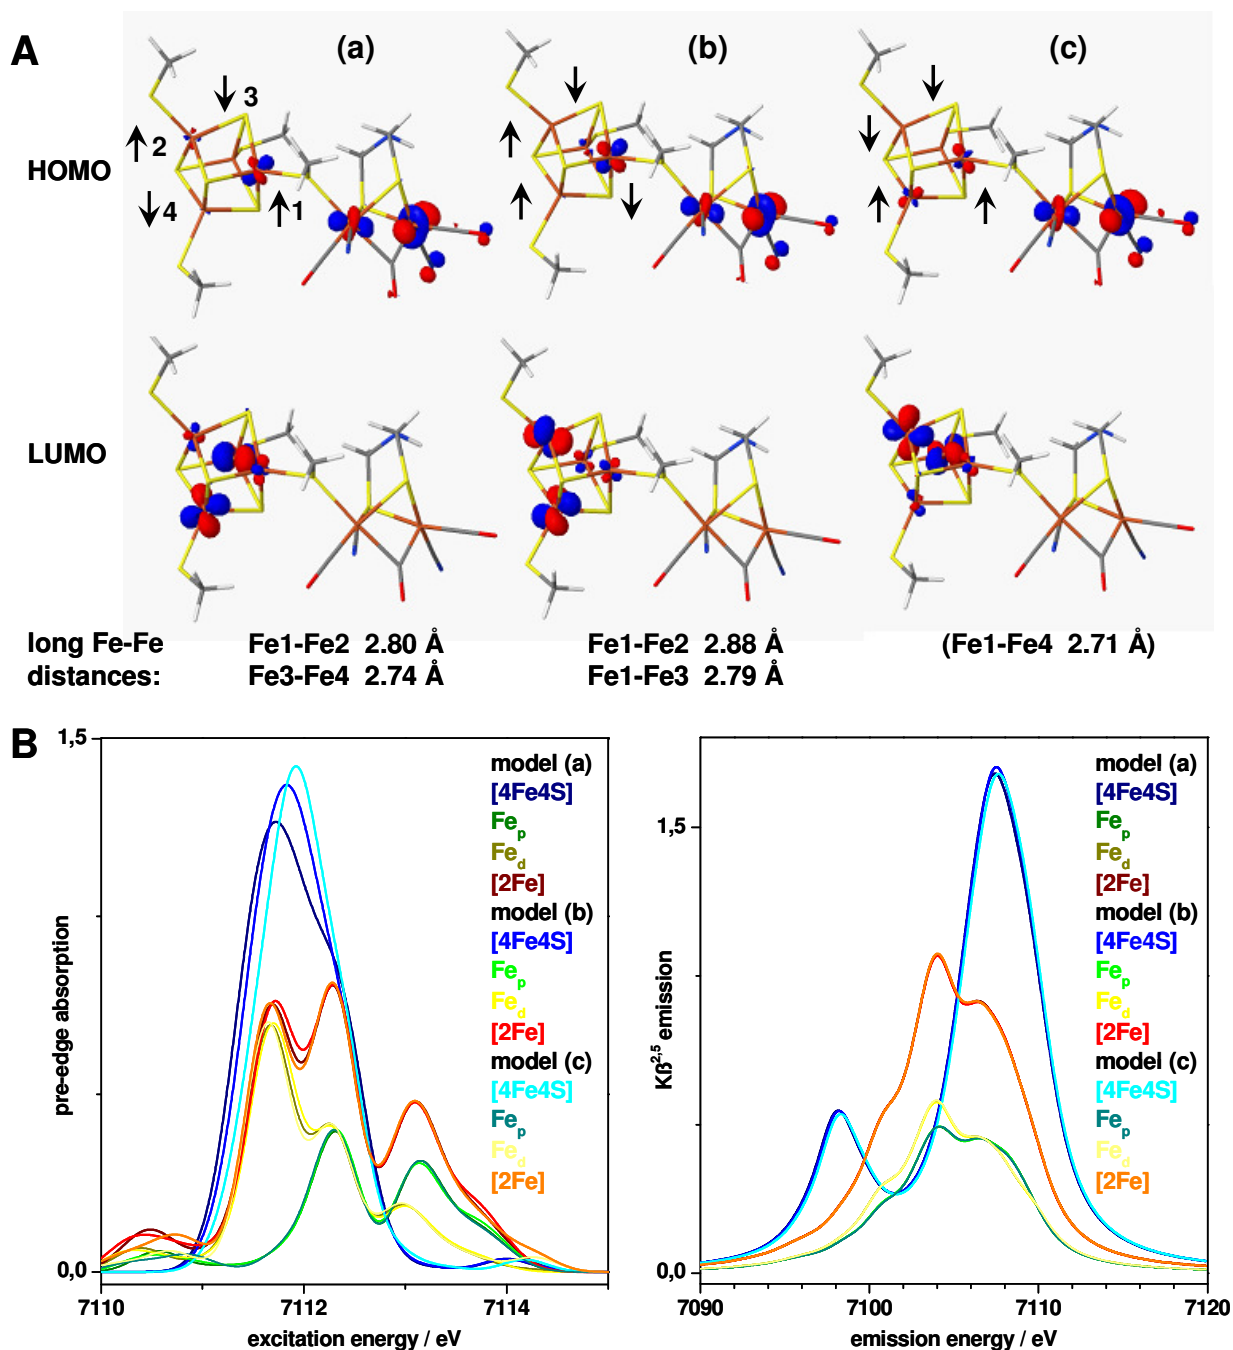 A
(a)
(b)
(c)
3
2
HOMO
4
1
LUMO
long Fe-Fe
distances:
Fe1-Fe2 2.80 Å
Fe3-Fe4 2.74 Å
Fe1-Fe2 2.88 Å
Fe1-Fe3 2.79 Å
(Fe1-Fe4 2.71 Å)
B
1,5
0,0
pre-edge absorption
7110
7112
7114
excitation energy / eV
model (a)
[4Fe4S]
Fep
Fed
[2Fe]
model (b)
[4Fe4S]
Fep
Fed
[2Fe]
model (c)
[4Fe4S]
Fep
Fed
[2Fe]
1,5
0,0
Kß2,5 emission
7090
7100
7110
7120
emission energy / eV
model (a)
[4Fe4S]
Fep
Fed
[2Fe]
model (b)
[4Fe4S]
Fep
Fed
[2Fe]
model (c)
[4Fe4S]
Fep
Fed
[2Fe]